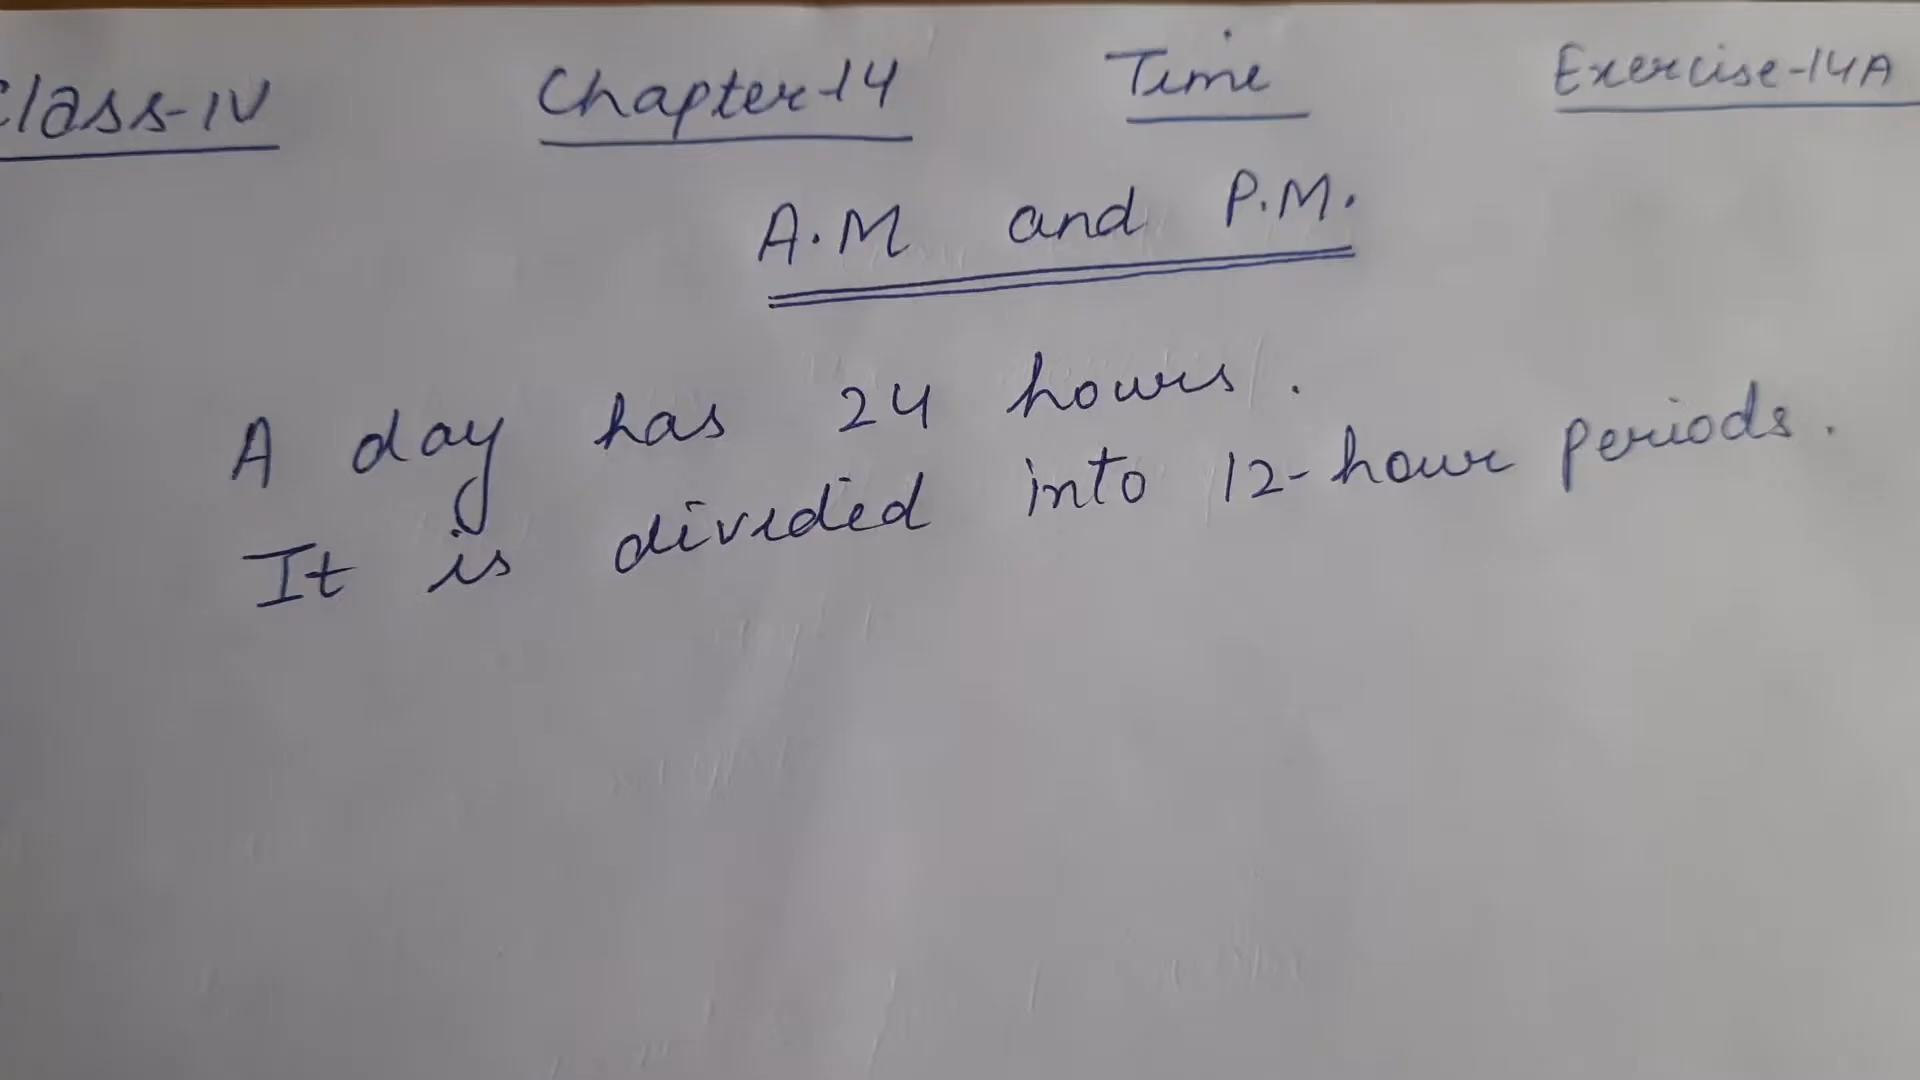 Class-IV Chapter-14 Time Exercise-14A
A.M and P.M.
A day has 24 hours.
It is divided into 12-hour periods.